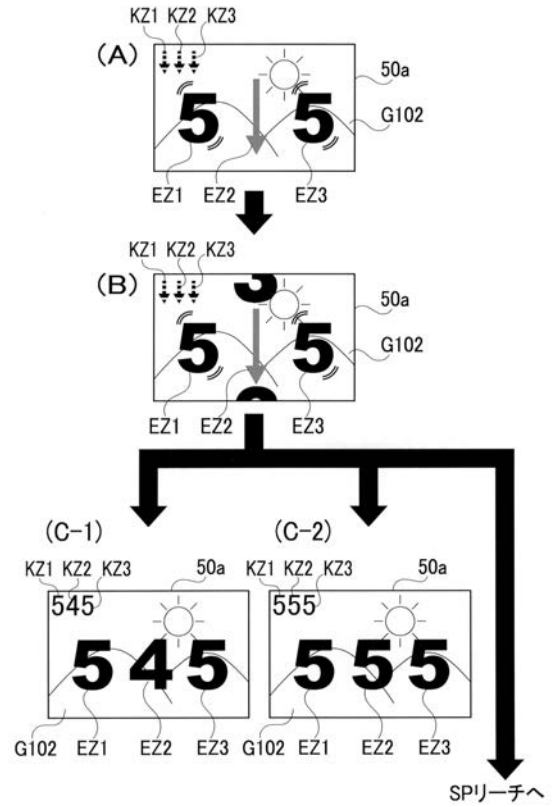 KZ1 KZ2 KZ3
(A)
50a
5 5
G102
EZ1 EZ2 EZ3
KZ1 KZ2 KZ3
(B)
3
50a
5 5
G102
EZ1 EZ2 EZ3
(C-1)
KZ1 KZ2 KZ3 50a
545
5 4 5
G102 EZ1 EZ2 EZ3
(C-2)
KZ1 KZ2 KZ3 50a
555
5 5 5
G102 EZ1 EZ2 EZ3
SPリーチへ